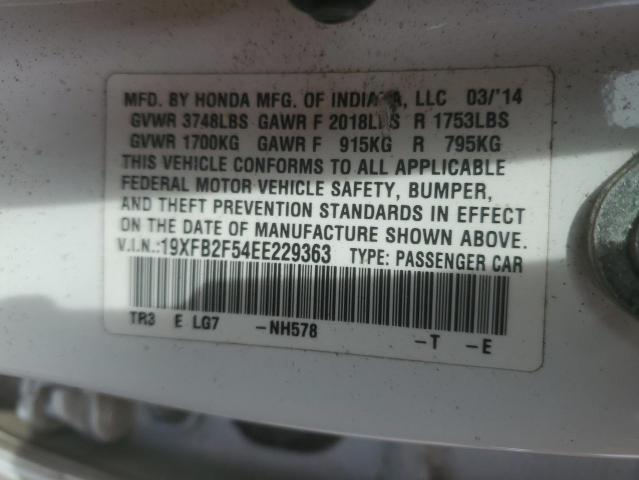 MFD. BY HONDA MFG. OF INDIANA, LLC 03/'14
GVWR 3748LBS GAWR F 2018LBS R 1753LBS
GVWR 1700KG GAWR F 915KG R 795KG
THIS VEHICLE CONFORMS TO ALL APPLICABLE
FEDERAL MOTOR VEHICLE SAFETY, BUMPER,
AND THEFT PREVENTION STANDARDS IN EFFECT
ON THE DATE OF MANUFACTURE SHOWN ABOVE.
V.I.N.:19XFB2F54EE229363 TYPE: PASSENGER CAR
TR3 E LG7 -NH578 -T -E